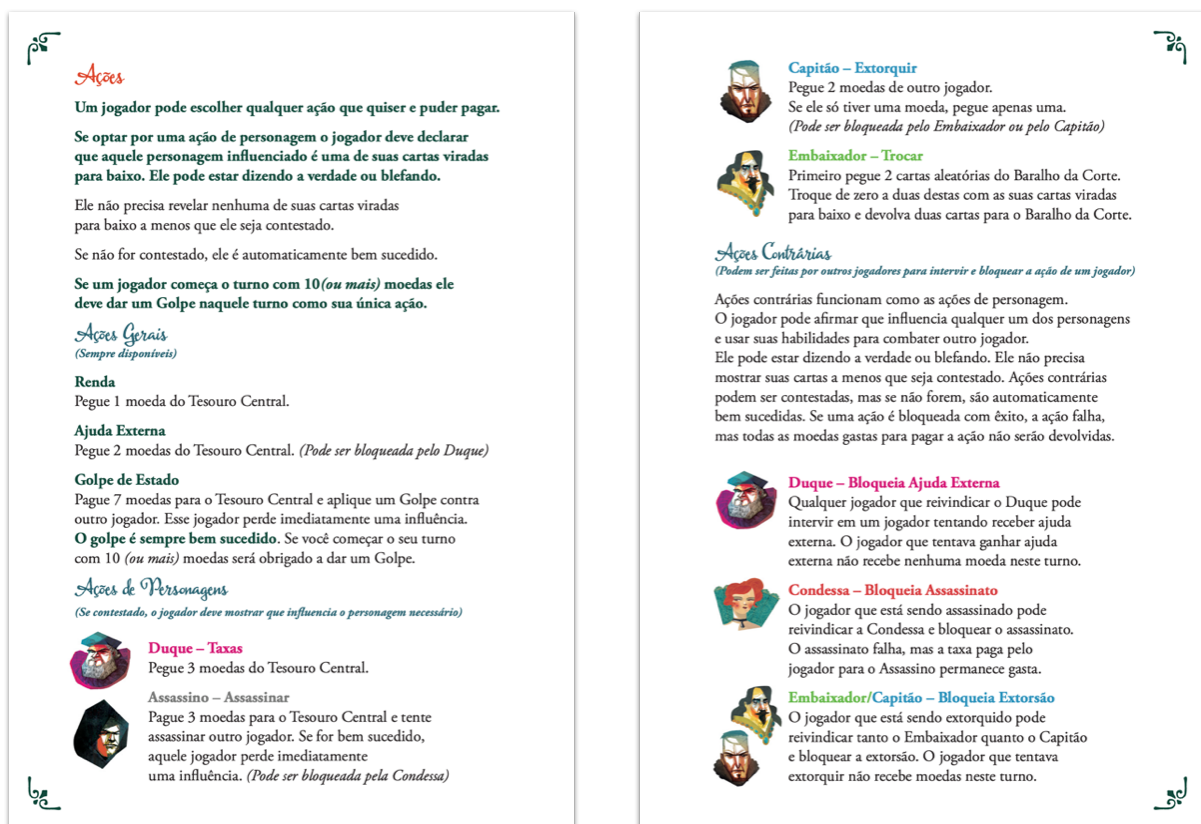 Ações
Um jogador pode escolher qualquer ação que quiser e puder pagar.
Se optar por uma ação de personagem o jogador deve declarar
que aquele personagem influenciado é uma de suas cartas viradas
para baixo. Ele pode estar dizendo a verdade ou blefando.
Ele não precisa revelar nenhuma de suas cartas viradas
para baixo a menos que ele seja contestado.
Se não for contestado, ele é automaticamente bem sucedido.
Se um jogador começa o turno com 10(ou mais) moedas ele
deve dar um Golpe naquele turno como sua única ação.
Ações Gerais
(Sempre disponíveis)
Renda
Pegue 1 moeda do Tesouro Central.
Ajuda Externa
Pegue 2 moedas do Tesouro Central. (Pode ser bloqueada pelo Duque)
Golpe de Estado
Pague 7 moedas para o Tesouro Central e aplique um Golpe contra
outro jogador. Esse jogador perde imediatamente uma influência.
O golpe é sempre bem sucedido. Se você começar o seu turno
com 10 (ou mais) moedas será obrigado a dar um Golpe.
Ações de Personagens
(Se contestado, o jogador deve mostrar que influencia o personagem necessário)
Duque – Taxas
Pegue 3 moedas do Tesouro Central.
Assassino – Assassinar
Pague 3 moedas para o Tesouro Central e tente
assassinar outro jogador. Se for bem sucedido,
aquele jogador perde imediatamente
uma influência. (Pode ser bloqueada pela Condessa)
Capitão – Extorquir
Pegue 2 moedas de outro jogador.
Se ele só tiver uma moeda, pegue apenas uma.
(Pode ser bloqueada pelo Embaixador ou pelo Capitão)
Embaixador – Trocar
Primeiro pegue 2 cartas aleatórias do Baralho da Corte.
Troque de zero a duas destas com as suas cartas viradas
para baixo e devolva duas cartas para o Baralho da Corte.
Ações Contrárias
(Podem ser feitas por outros jogadores para intervir e bloquear a ação de um jogador)
Ações contrárias funcionam como as ações de personagem.
O jogador pode afirmar que influencia qualquer um dos personagens
e usar suas habilidades para combater outro jogador.
Ele pode estar dizendo a verdade ou blefando. Ele não precisa
mostrar suas cartas a menos que seja contestado. Ações contrárias
podem ser contestadas, mas se não forem, são automaticamente
bem sucedidas. Se uma ação é bloqueada com êxito, a ação falha,
mas todas as moedas gastas para pagar a ação não serão devolvidas.
Duque – Bloqueia Ajuda Externa
Qualquer jogador que reivindicar o Duque pode
intervir em um jogador tentando receber ajuda
externa. O jogador que tentava ganhar ajuda
externa não recebe nenhuma moeda neste turno.
Condessa – Bloqueia Assassinato
O jogador que está sendo assassinado pode
reivindicar a Condessa e bloquear o assassinato.
O assassinato falha, mas a taxa paga pelo
jogador para o Assassino permanece gasta.
Embaixador/Capitão – Bloqueia Extorsão
O jogador que está sendo extorquido pode
reivindicar tanto o Embaixador quanto o Capitão
e bloquear a extorsão. O jogador que tentava
extorquir não recebe moedas neste turno.